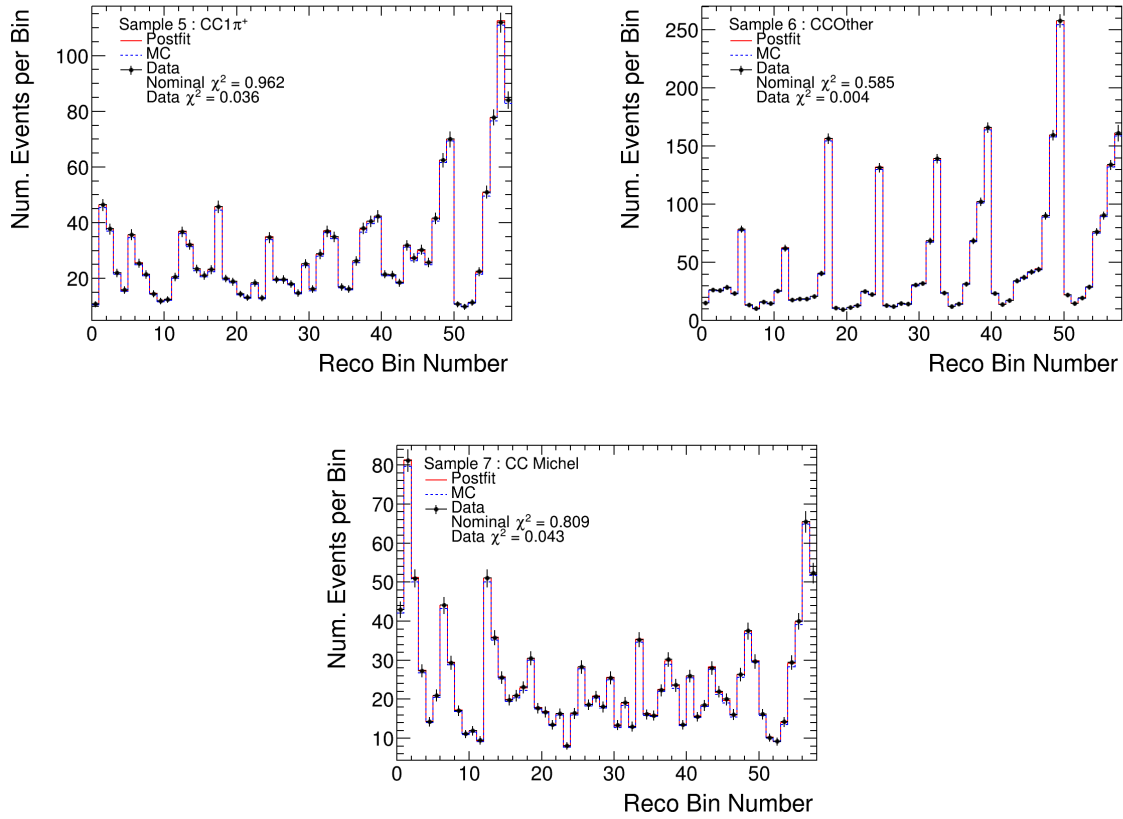 Num. Events per Bin
Sample 5 : CC1π⁺
Postfit
MC
Data
Nominal χ² = 0.962
Data χ² = 0.036
100
80
60
40
20
0 10 20 30 40 50
Reco Bin Number
Num. Events per Bin
Sample 6 : CCOther
Postfit
MC
Data
Nominal χ² = 0.585
Data χ² = 0.004
250
200
150
100
50
0
0 10 20 30 40 50
Reco Bin Number
Num. Events per Bin
Sample 7 : CC Michel
Postfit
MC
Data
Nominal χ² = 0.809
Data χ² = 0.043
80
70
60
50
40
30
20
10
0 10 20 30 40 50
Reco Bin Number